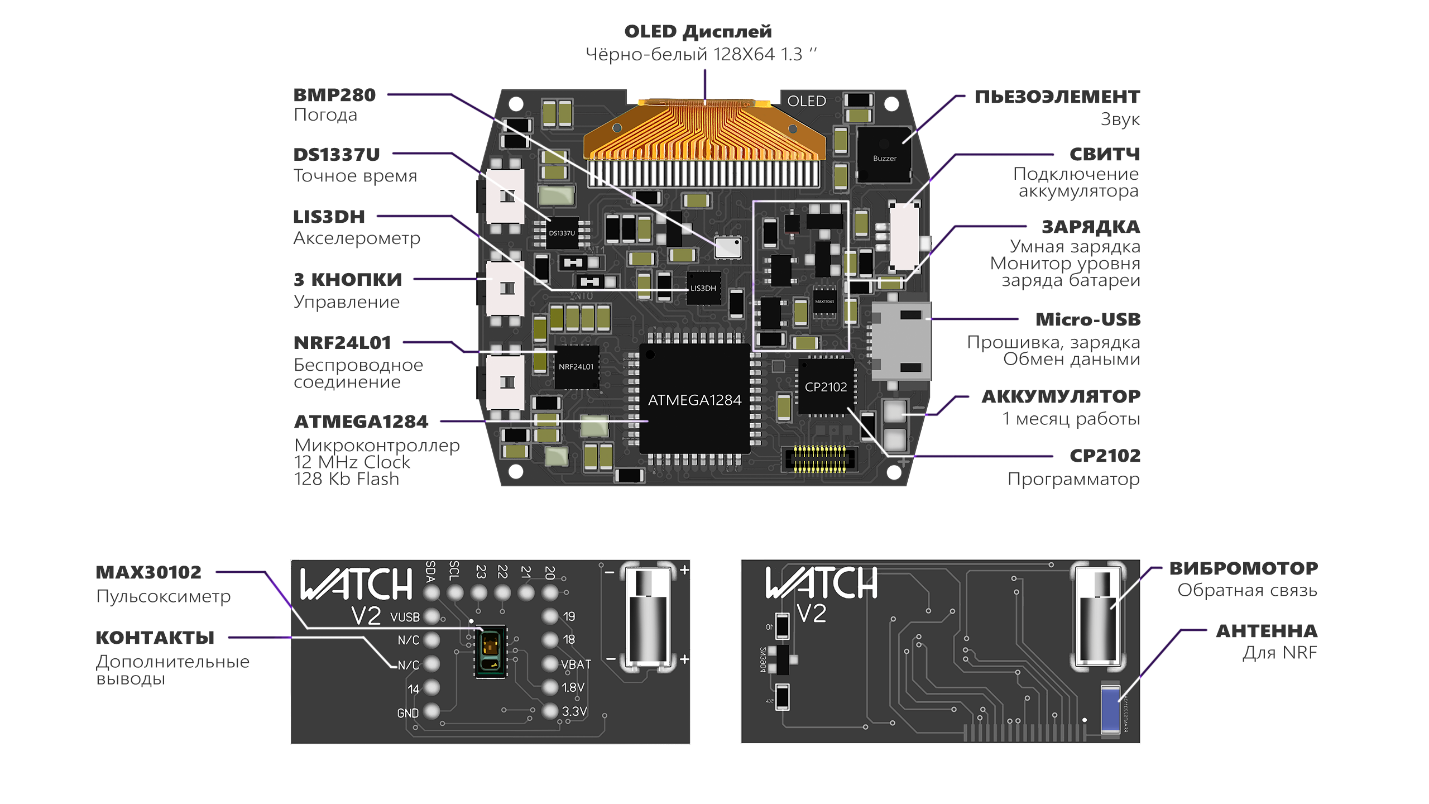 OLED Дисплей
Чёрно-белый 128X64 1.3 ’’
BMP280
Погода
DS1337U
Точное время
LIS3DH
Акселерометр
3 КНОПКИ
Управление
NRF24L01
Беспроводное
соединение
ATMEGA1284
Микроконтроллер
12 MHz Clock
128 Kb Flash
OLED
Buzzer
DS1337U
LIS3DH
NRF24L01
ATMEGA1284
CP2102
−
+
ПЬЕЗОЭЛЕМЕНТ
Звук
СВИТЧ
Подключение
аккумулятора
ЗАРЯДКА
Умная зарядка
Монитор уровня
заряда батареи
Micro-USB
Прошивка, зарядка
Обмен даными
АККУМУЛЯТОР
1 месяц работы
CP2102
Программатор
MAX30102
Пульсоксиметр
КОНТАКТЫ
Дополнительные
выводы
WATCH
V2
SDA
SCL
23
22
21
20
VUSB
N/C
N/C
14
GND
19
18
VBAT
1.8V
3.3V
− +
− +
WATCH
V2
ВИБРОМОТОР
Обратная связь
АНТЕННА
Для NRF